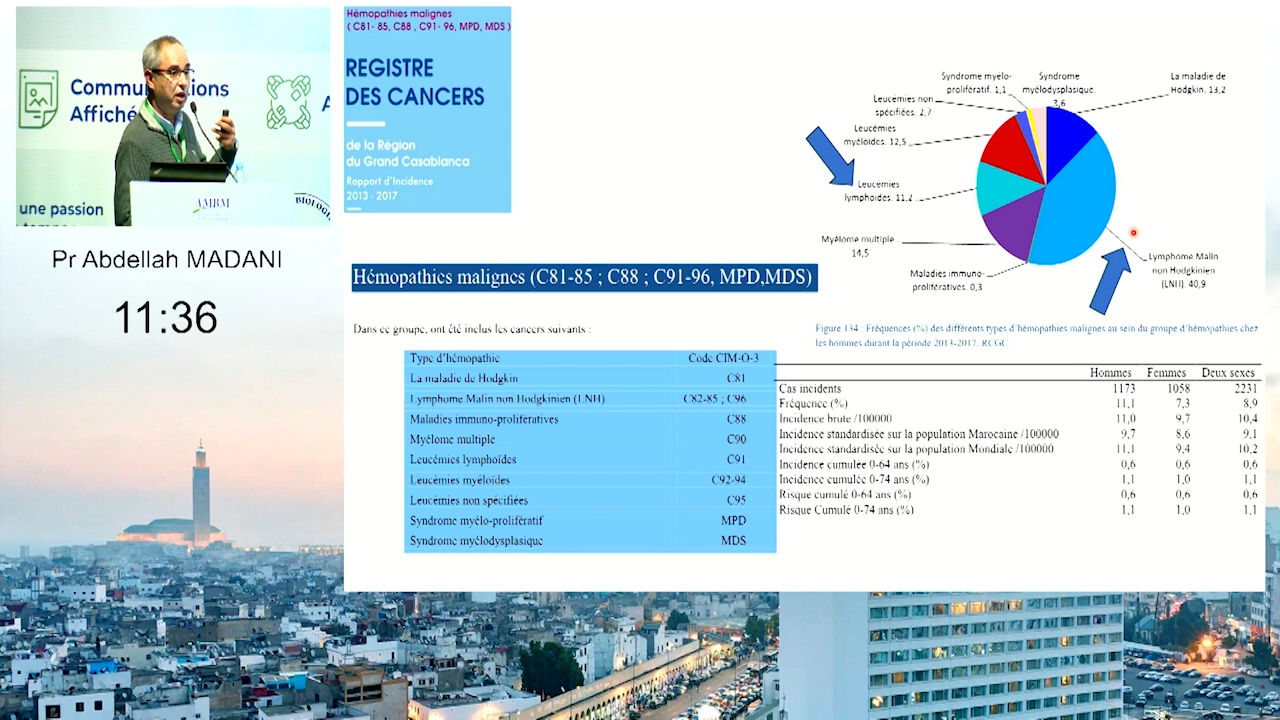 Communications
Affiché
A
une passion
AMBM
BIOLOGI
Pr Abdellah MADANI
11:36
Hémopathies malignes
( C81- 85, C88 , C91- 96, MPD, MDS )
REGISTRE
DES CANCERS
de la Région
du Grand Casablanca
Rapport d'Incidence
2013 - 2017
Syndrome myélo-
prolifératif. 1,1
Syndrome
myélodysplasique.
3,6
La maladie de
Hodgkin. 13,2
Leucémies non
spécifiées. 2,7
Leucémies
myéloïdes. 12,5
Leucémies
lymphoïdes. 11,2
Myélome multiple .
14,5
Maladies immuno-
prolifératives. 0,3
Lymphome Malin
non Hodgkinien
(LNH). 40,9
Figure 134 : Fréquences (%) des différents types d'hémopathies malignes au sein du groupe d'hémopathies chez
les hommes durant la période 2013-2017. RCGC
Hémopathies malignes (C81-85 ; C88 ; C91-96, MPD,MDS)
Dans ce groupe, ont été inclus les cancers suivants :
Type d'hémopathie Code CIM-O-3
La maladie de Hodgkin C81
Lymphome Malin non Hodgkinien (LNH) C82-85 ; C96
Maladies immuno-prolifératives C88
Myélome multiple C90
Leucémies lymphoïdes C91
Leucémies myéloïdes C92-94
Leucémies non spécifiées C95
Syndrome myélo-prolifératif MPD
Syndrome myélodysplasique MDS
Hommes Femmes Deux sexes
Cas incidents 1173 1058 2231
Fréquence (%) 11,1 7,3 8,9
Incidence brute /100000 11,0 9,7 10,4
Incidence standardisée sur la population Marocaine /100000 9,7 8,6 9,1
Incidence standardisée sur la population Mondiale /100000 11,1 9,4 10,2
Incidence cumulée 0-64 ans (%) 0,6 0,6 0,6
Incidence cumulée 0-74 ans (%) 1,1 1,0 1,1
Risque cumulé 0-64 ans (%) 0,6 0,6 0,6
Risque Cumulé 0-74 ans (%) 1,1 1,0 1,1